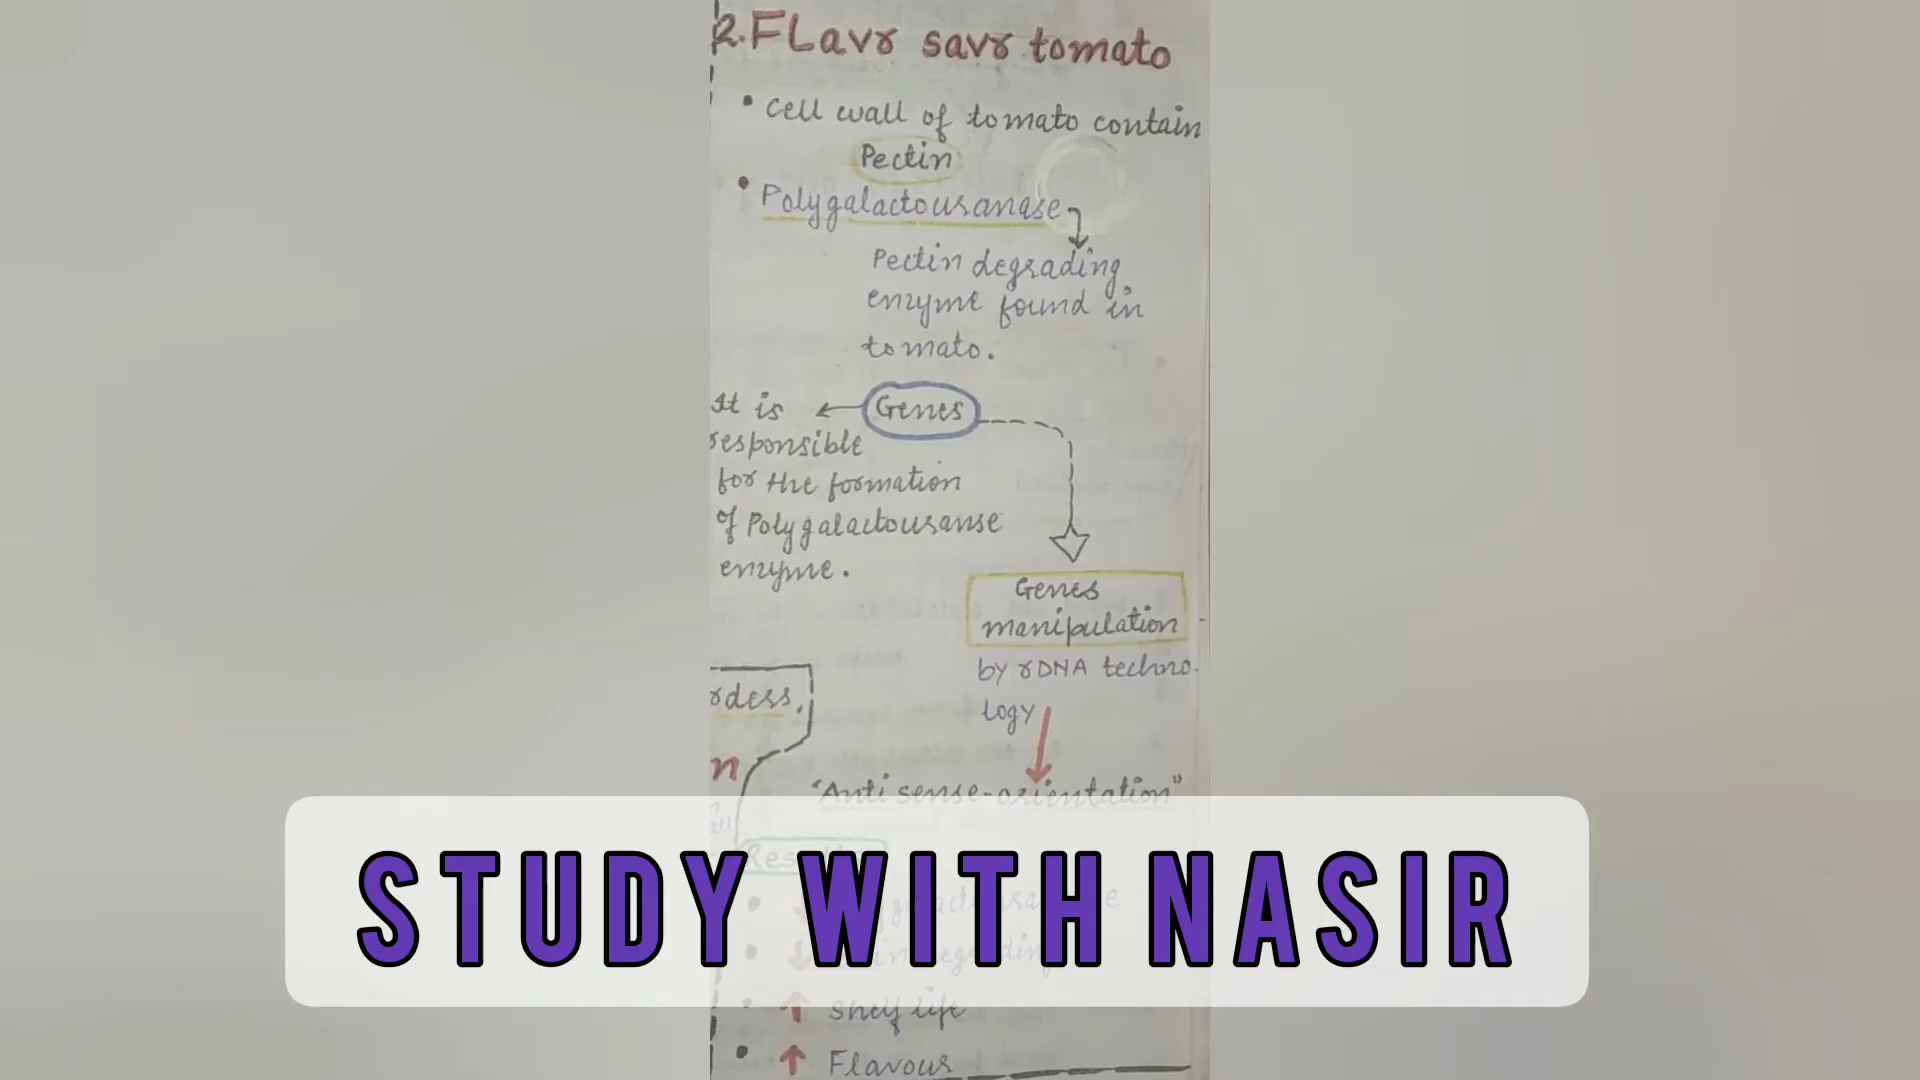 2. FLavr savr tomato
• Cell wall of tomato contain
Pectin
• Polygalactouranase
Pectin degrading
enzyme found in
tomato.
Genes
It is
responsible
for the formation
of Polygalactouranse
enzyme.
Genes
manipulation
by rDNA techno-
logy
rdess.
n
"Anti sense-orientation"
STUDY WITH NASIR
• ↑ Shelf life
• ↑ Flavour